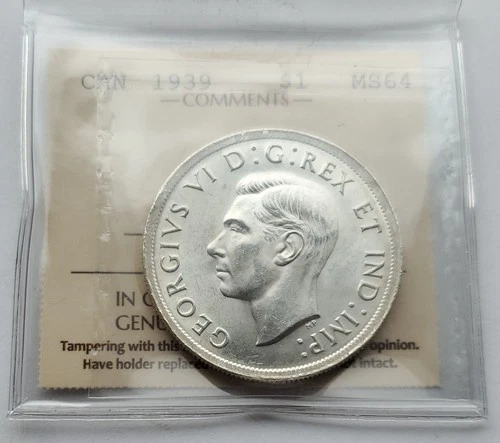 CAN 1939 $1 MS64
COMMENTS
GEORGIVS VI D:G:REX ET IND:IMP:
HP
IN
GENU
Tampering with this opinion.
Have holder replace t intact.